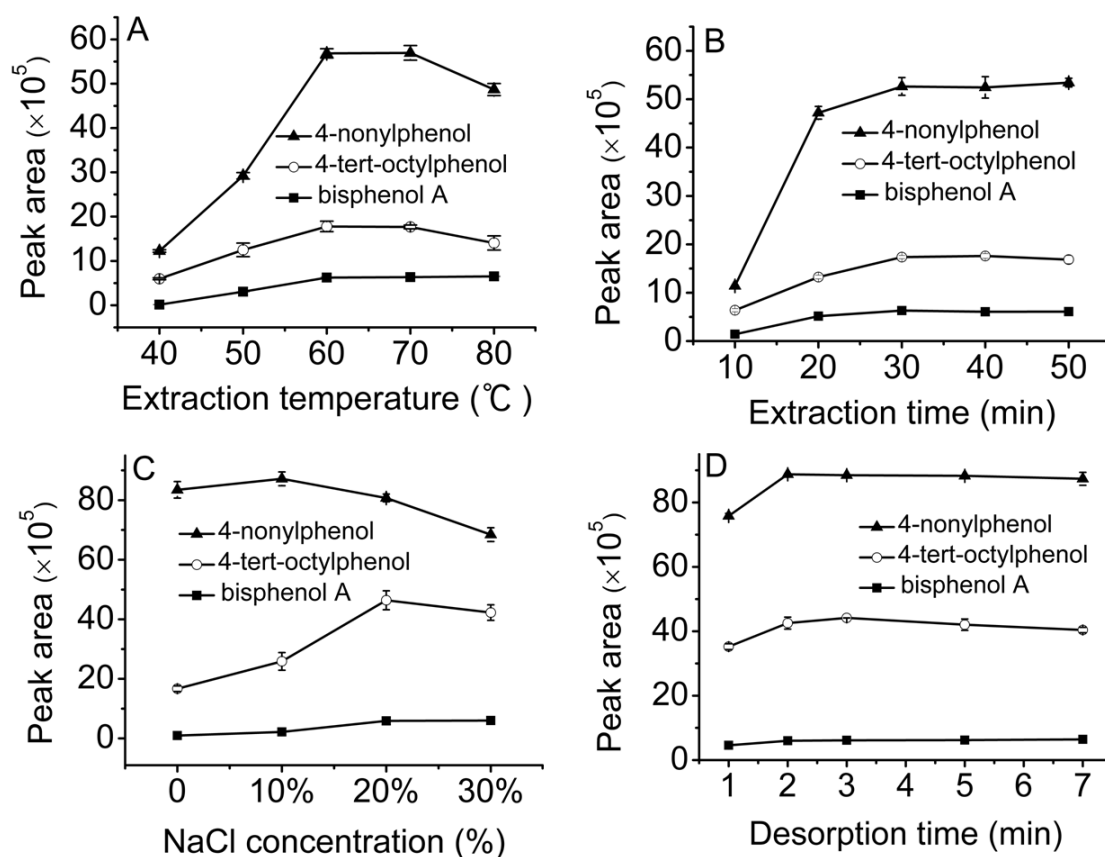 A
Peak area (×10⁵)
60
50
40
30
20
10
0
4-nonylphenol
4-tert-octylphenol
bisphenol A
40 50 60 70 80
Extraction temperature (℃)
B
Peak area (×10⁵)
60
50
40
30
20
10
0
4-nonylphenol
4-tert-octylphenol
bisphenol A
10 20 30 40 50
Extraction time (min)
C
Peak area (×10⁵)
80
60
40
20
0
4-nonylphenol
4-tert-octylphenol
bisphenol A
0 10% 20% 30%
NaCl concentration (%)
D
Peak area (×10⁵)
80
60
40
20
0
4-nonylphenol
4-tert-octylphenol
bisphenol A
1 2 3 4 5 6 7
Desorption time (min)